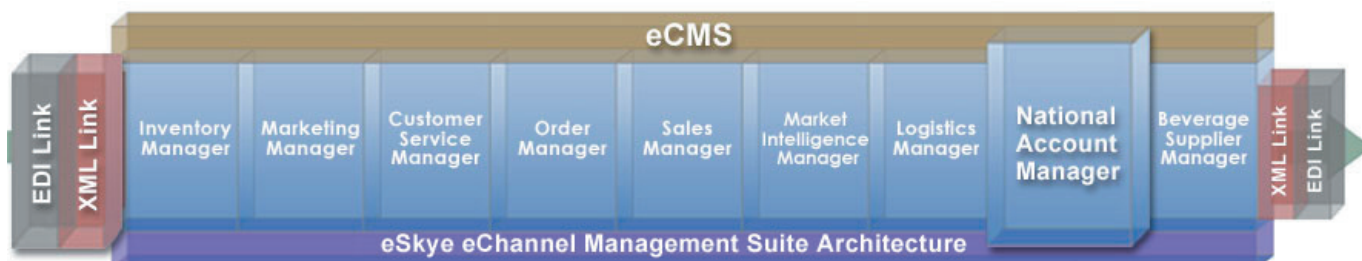 eCMS
EDI Link
XML Link
Inventory
Manager
Marketing
Manager
Customer
Service
Manager
Order
Manager
Sales
Manager
Market
Intelligence
Manager
Logistics
Manager
National
Account
Manager
Beverage
Supplier
Manager
XML Link
EDI Link
eSkye eChannel Management Suite Architecture